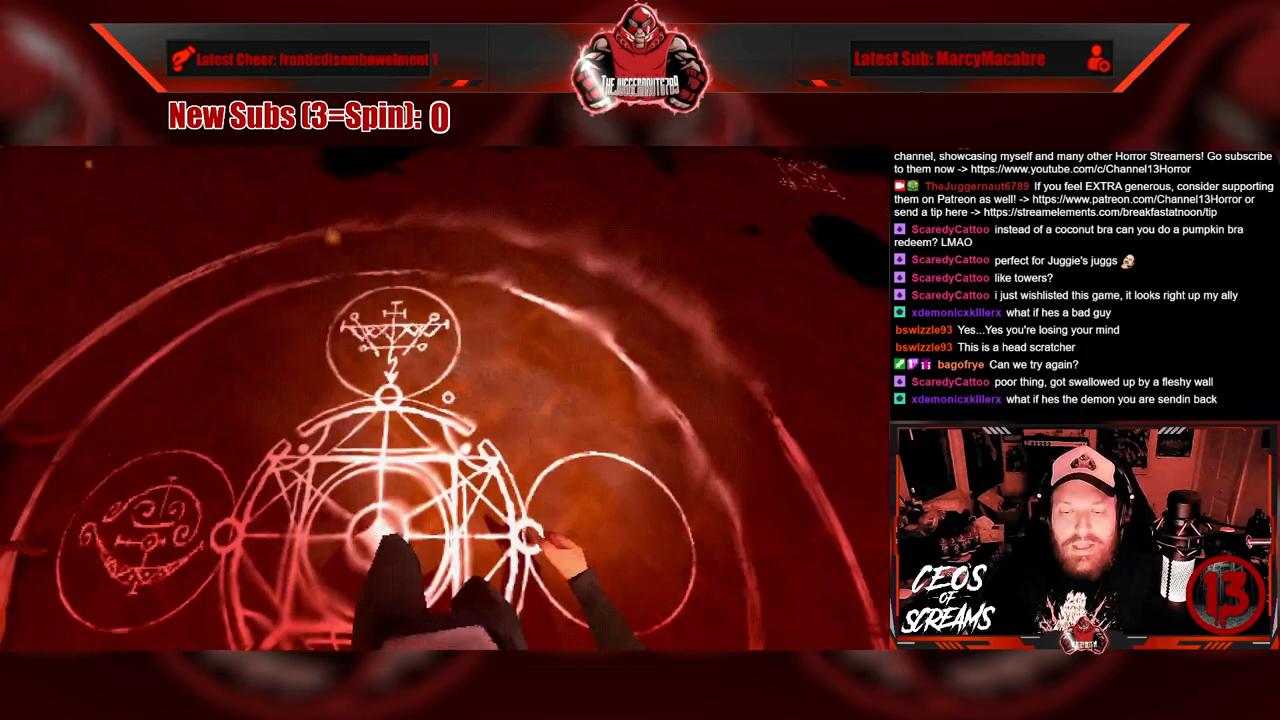 Latest Cheer: franticdisembowelment 1
THEJUGGERNAUT6789
Latest Sub: MarcyMacabre
New Subs (3=Spin): 0
channel, showcasing myself and many other Horror Streamers! Go subscribe
to them now -> https://www.youtube.com/c/Channel13Horror
TheJuggernaut6789 If you feel EXTRA generous, consider supporting
them on Patreon as well! -> https://www.patreon.com/Channel13Horror or
send a tip here -> https://streamelements.com/breakfastatnoon/tip
ScaredyCattoo instead of a coconut bra can you do a pumpkin bra
redeem? LMAO
ScaredyCattoo perfect for Juggie's juggs
ScaredyCattoo like towers?
ScaredyCattoo i just wishlisted this game, it looks right up my ally
xdemonicxkillerx what if hes a bad guy
bswizzle93 Yes...Yes you're losing your mind
bswizzle93 This is a head scratcher
bagofrye Can we try again?
ScaredyCattoo poor thing, got swallowed up by a fleshy wall
xdemonicxkillerx what if hes the demon you are sendin back
CEOS
OF
SCREAMS
13